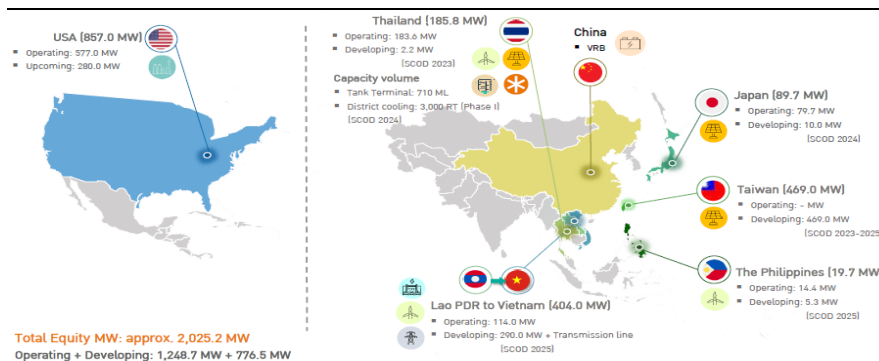 USA (857.0 MW)
Operating: 577.0 MW
Upcoming: 280.0 MW
Thailand (185.8 MW)
Operating: 183.6 MW
Developing: 2.2 MW
(SCOD 2023)
Capacity volume
Tank Terminal: 710 ML
District cooling: 3,000 RT (Phase I)
(SCOD 2024)
China
VRB
Japan (89.7 MW)
Operating: 79.7 MW
Developing: 10.0 MW
(SCOD 2024)
Taiwan (469.0 MW)
Operating: - MW
Developing: 469.0 MW
(SCOD 2023-2025)
The Philippines (19.7 MW)
Operating: 14.4 MW
Developing: 5.3 MW
(SCOD 2025)
Lao PDR to Vietnam (404.0 MW)
Operating: 114.0 MW
Developing: 290.0 MW + Transmission line
(SCOD 2025)
Total Equity MW: approx. 2,025.2 MW
Operating + Developing: 1,248.7 MW + 776.5 MW